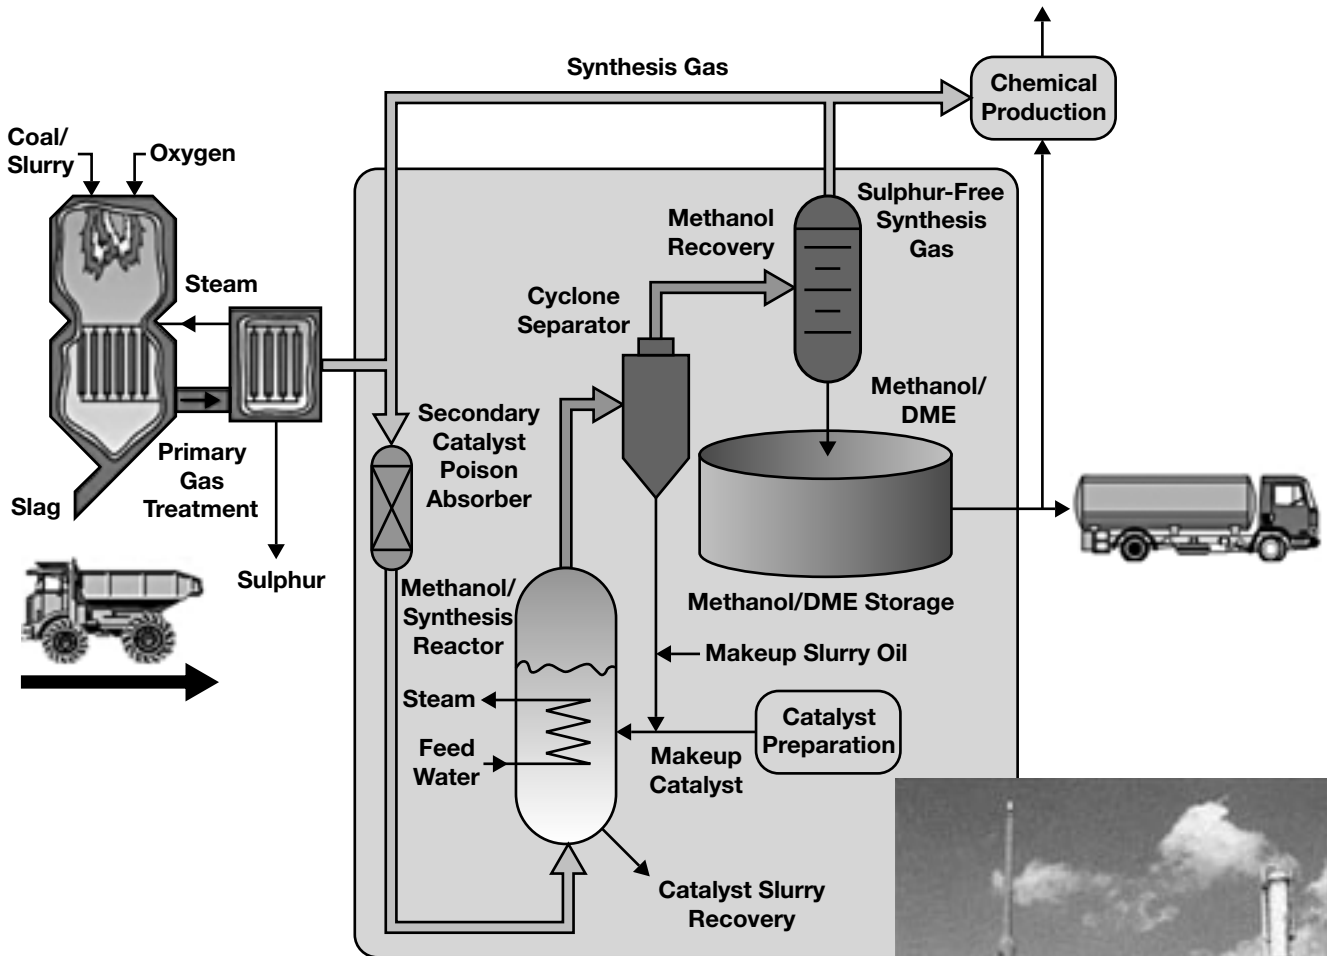 Synthesis Gas
Chemical
Production
Coal/
Slurry
Oxygen
Sulphur-Free
Synthesis
Gas
Methanol
Recovery
Steam
Cyclone
Separator
Methanol/
DME
Secondary
Catalyst
Poison
Absorber
Primary
Gas
Treatment
Slag
Sulphur
Methanol/
Synthesis
Reactor
Methanol/DME Storage
Makeup Slurry Oil
Steam
Catalyst
Preparation
Feed
Water
Makeup
Catalyst
Catalyst Slurry
Recovery